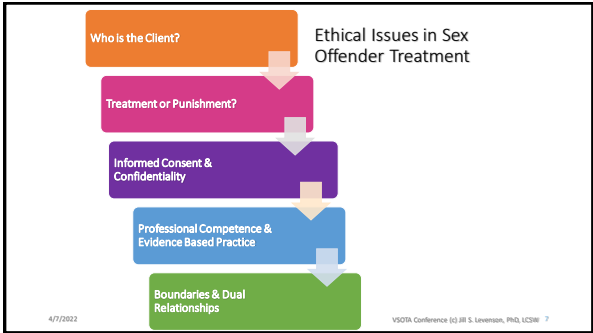 Ethical Issues in Sex
Offender Treatment
Who is the Client?
Treatment or Punishment?
Informed Consent &
Confidentiality
Professional Competence &
Evidence Based Practice
Boundaries & Dual
Relationships
4/7/2022
VSOTA Conference (c) Jill S. Levenson, PhD, LCSW
7